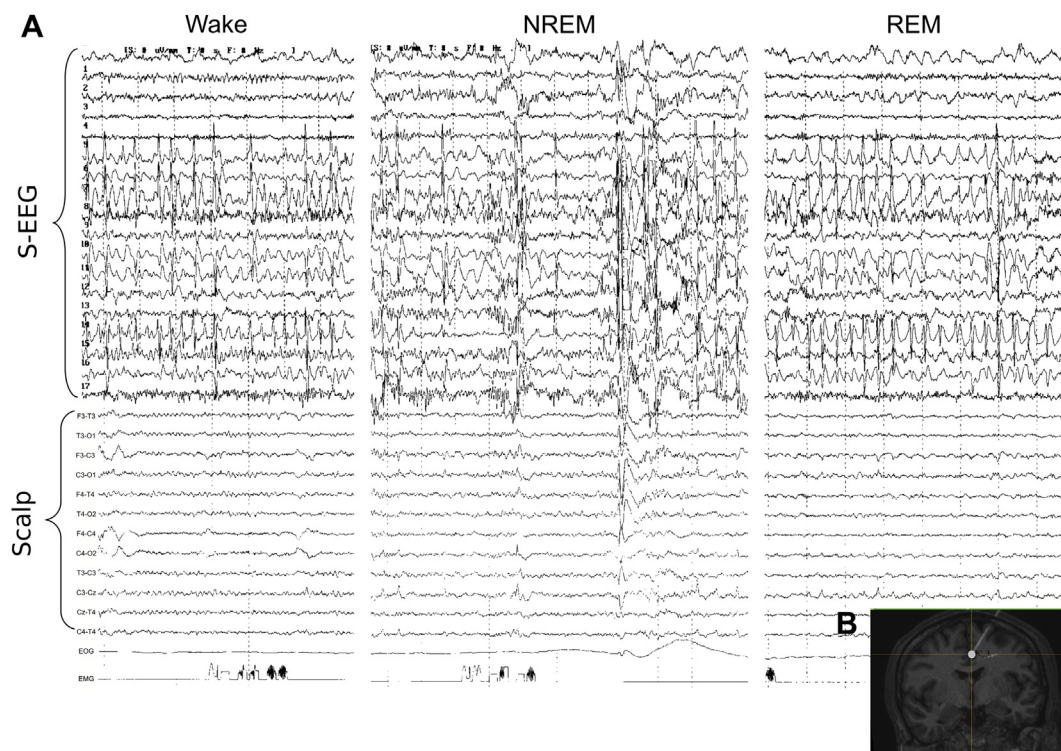 A
Wake
NREM
REM
S-EEG
1
2
3
4
5
6
7
8
9
10
11
12
13
14
15
16
17
Scalp
F3-T3
T3-O1
F3-C3
C3-O1
F4-T4
T4-O2
F4-C4
C4-O2
T3-C3
C3-Cz
Cz-T4
C4-T4
EOG
EMG
B